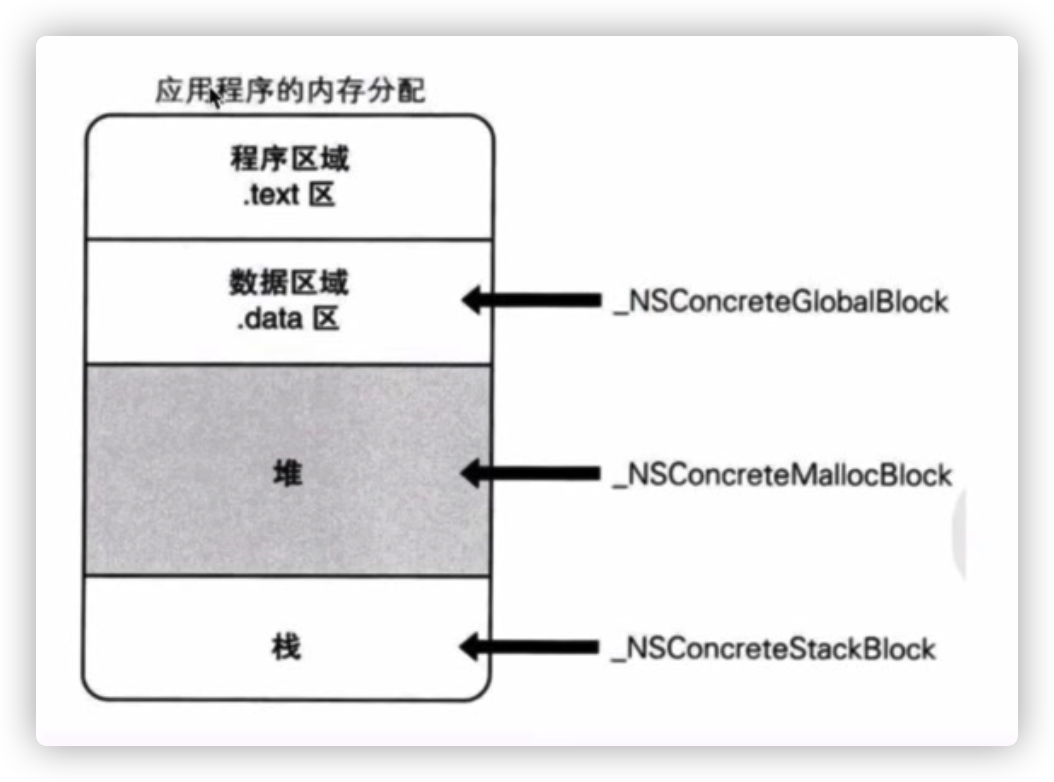 应用程序的内存分配
程序区域
.text 区
数据区域
.data 区
_NSConcreteGlobalBlock
堆
_NSConcreteMallocBlock
栈
_NSConcreteStackBlock